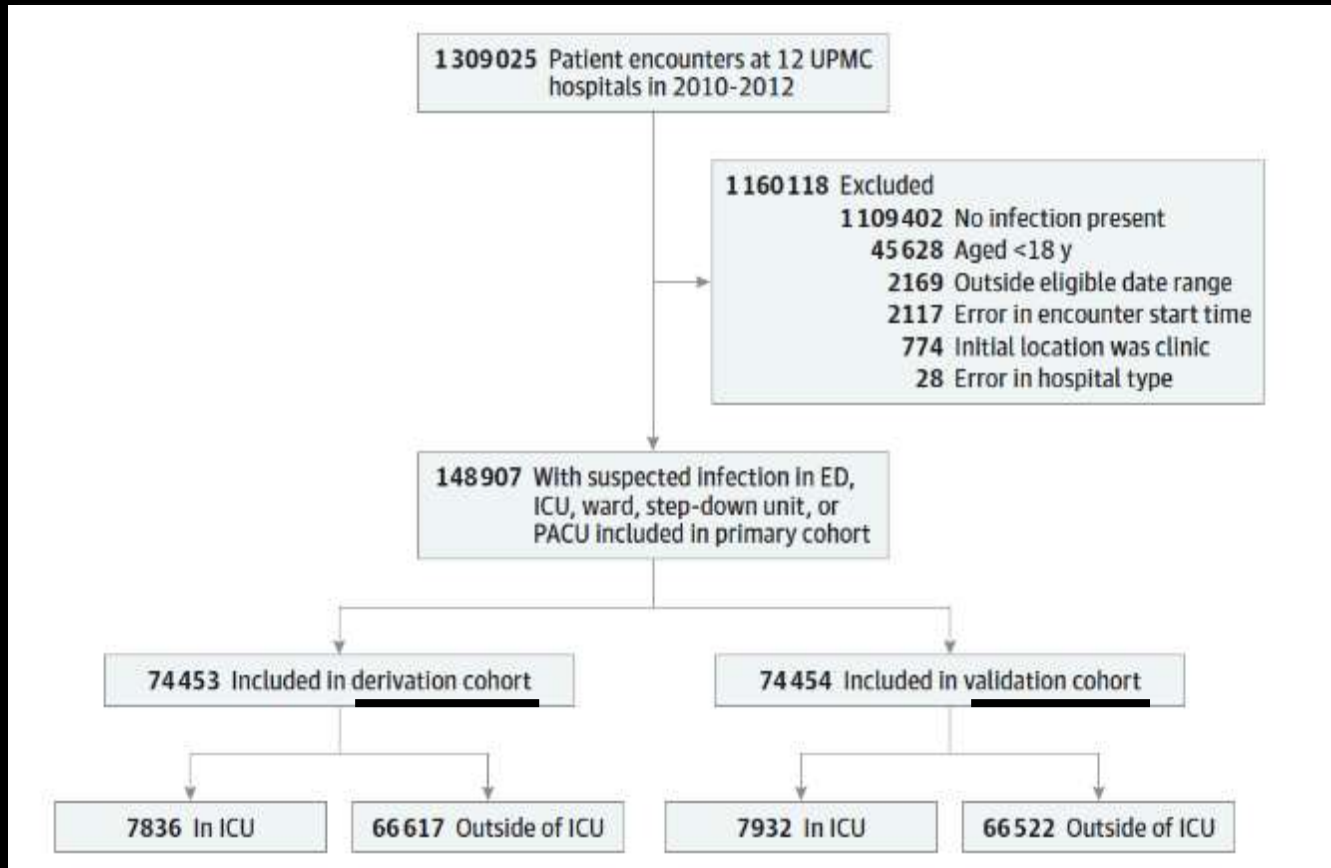 1309025 Patient encounters at 12 UPMC
hospitals in 2010-2012
1160118 Excluded
1109402 No infection present
45628 Aged <18 y
2169 Outside eligible date range
2117 Error in encounter start time
774 Initial location was clinic
28 Error in hospital type
148907 With suspected infection in ED,
ICU, ward, step-down unit, or
PACU included in primary cohort
74453 Included in derivation cohort
74454 Included in validation cohort
7836 In ICU
66617 Outside of ICU
7932 In ICU
66522 Outside of ICU